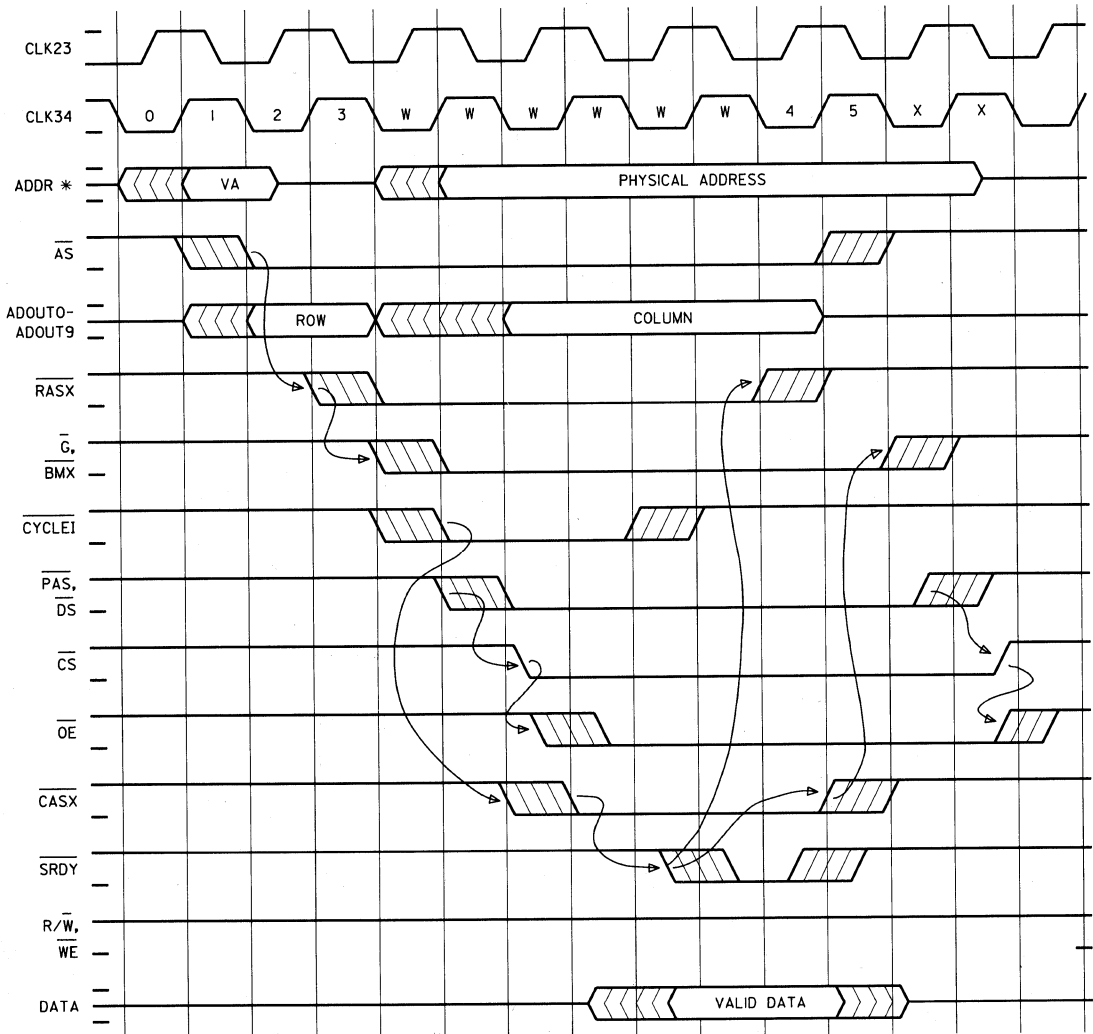 CLK23
CLK34 0 1 2 3 W W W W W W 4 5 X X
ADDR * VA PHYSICAL ADDRESS
AS
ADOUT0-
ADOUT9 ROW COLUMN
RASX
G,
BMX
CYCLEI
PAS,
DS
CS
OE
CASX
SRDY
R/W,
WE
DATA VALID DATA